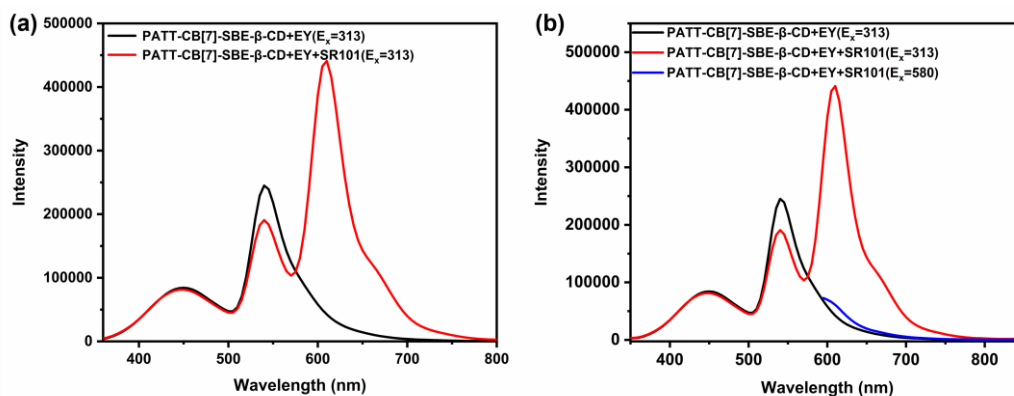 (a)
PATT-CB[7]-SBE-β-CD+EY(Eₓ=313)
PATT-CB[7]-SBE-β-CD+EY+SR101(Eₓ=313)
Intensity
400000
300000
200000
100000
0
400 500 600 700 800
Wavelength (nm)
(b)
PATT-CB[7]-SBE-β-CD+EY(Eₓ=313)
PATT-CB[7]-SBE-β-CD+EY+SR101(Eₓ=313)
PATT-CB[7]-SBE-β-CD+EY+SR101(Eₓ=580)
Intensity
500000
400000
300000
200000
100000
0
400 500 600 700 800
Wavelength (nm)